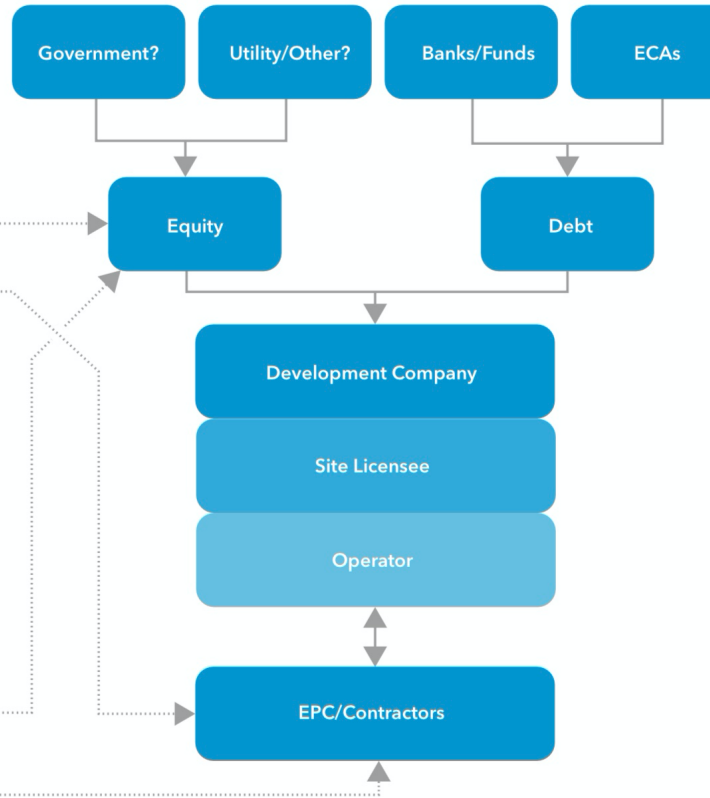 Government?
Utility/Other?
Banks/Funds
ECAs
Equity
Debt
Development Company
Site Licensee
Operator
EPC/Contractors